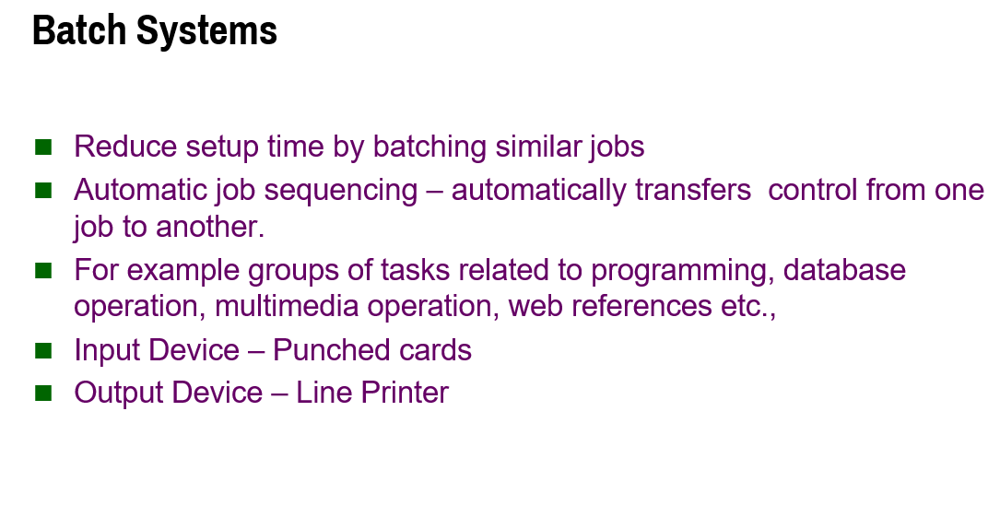 Batch Systems
Reduce setup time by batching similar jobs
Automatic job sequencing – automatically transfers  control from one
job to another.
For example groups of tasks related to programming, database
operation, multimedia operation, web references etc.,
Input Device – Punched cards
Output Device – Line Printer